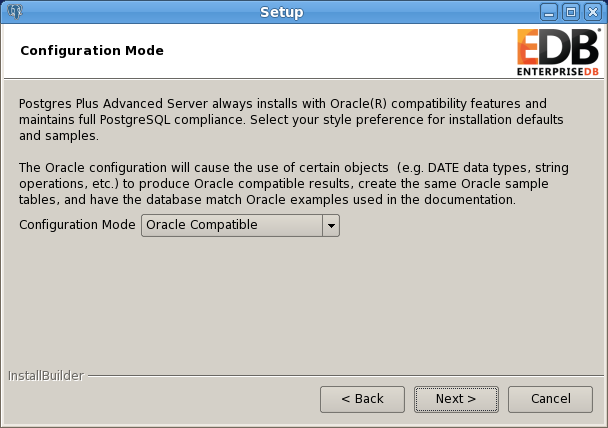 Setup
Configuration Mode
EDB
ENTERPRISEDB
Postgres Plus Advanced Server always installs with Oracle(R) compatibility features and
maintains full PostgreSQL compliance. Select your style preference for installation defaults
and samples.
The Oracle configuration will cause the use of certain objects  (e.g. DATE data types, string
operations, etc.) to produce Oracle compatible results, create the same Oracle sample
tables, and have the database match Oracle examples used in the documentation.
Configuration Mode Oracle Compatible
InstallBuilder
< Back Next > Cancel